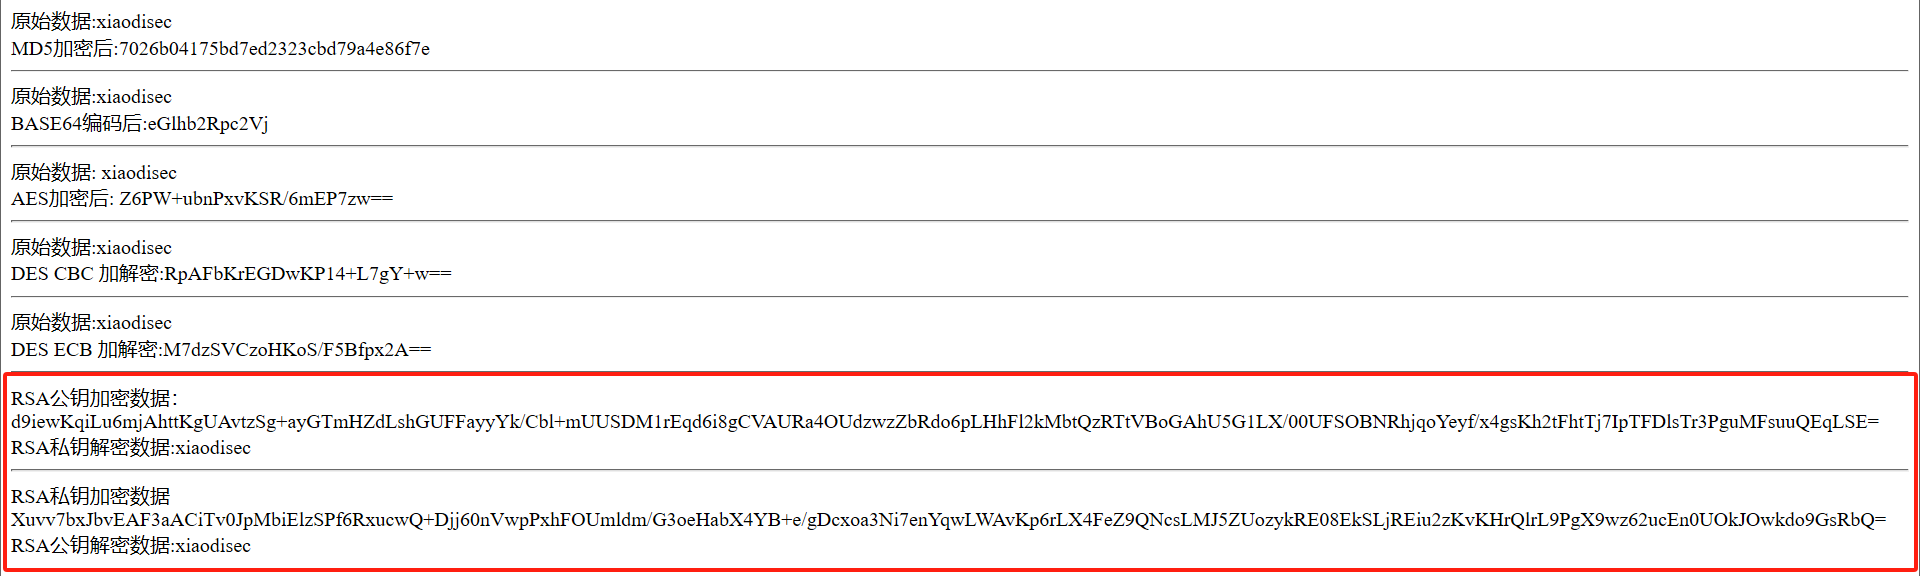 原始数据:xiaodisec
MD5加密后:7026b04175bd7ed2323cbd79a4e86f7e
原始数据:xiaodisec
BASE64编码后:eGlhb2Rpc2Vj
原始数据: xiaodisec
AES加密后: Z6PW+ubnPxvKSR/6mEP7zw==
原始数据:xiaodisec
DES CBC 加解密:RpAFbKrEGDwKP14+L7gY+w==
原始数据:xiaodisec
DES ECB 加解密:M7dzSVCzoHKoS/F5Bfpx2A==
RSA公钥加密数据:
d9iewKqiLu6mjAhttKgUAvtzSg+ayGTmHZdLshGUFFayyYk/Cbl+mUUSDM1rEqd6i8gCVAURa4OUdzwzZbRdo6pLHhFl2kMbtQzRTtVBoGAhU5G1LX/00UFSOBNRhjqoYeyf/x4gsKh2tFhtTj7IpTFDlsTr3PguMFsuuQEqLSE=
RSA私钥解密数据:xiaodisec
RSA私钥加密数据
Xuvv7bxJbvEAF3aACiTv0JpMbiElzSPf6RxucwQ+Djj60nVwpPxhFOUmldm/G3oeHabX4YB+e/gDcxoa3Ni7enYqwLWAvKp6rLX4FeZ9QNcsLMJ5ZUozykRE08EkSLjREiu2zKvKHrQlrL9PgX9wz62ucEn0UOkJOwkdo9GsRbQ=
RSA公钥解密数据:xiaodisec